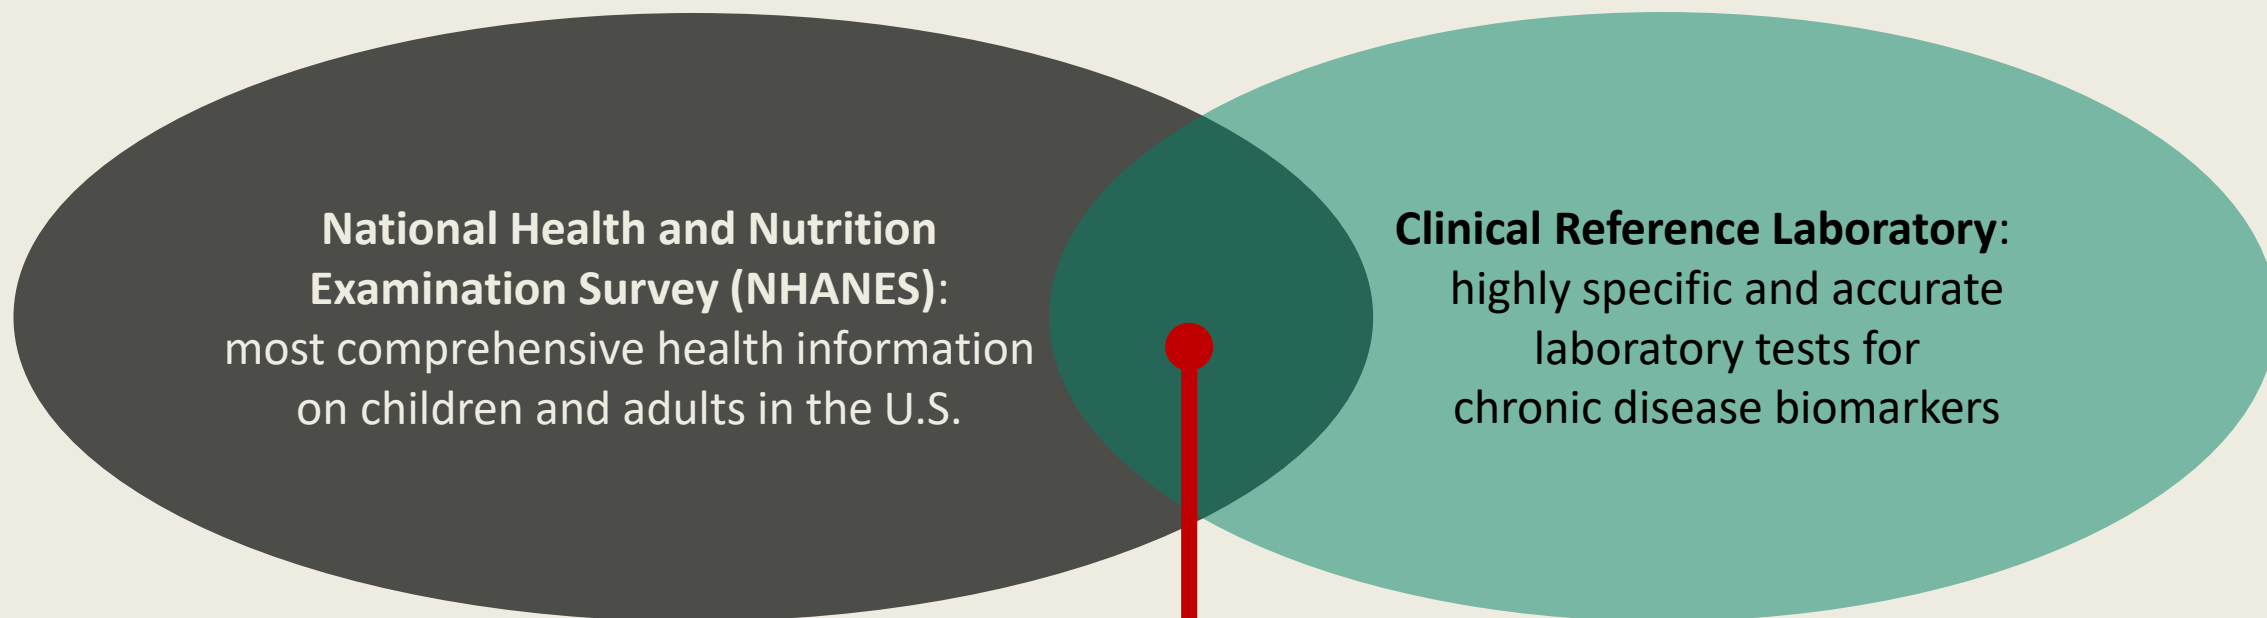 National Health and Nutrition
Examination Survey (NHANES):
most comprehensive health information
on children and adults in the U.S.
Clinical Reference Laboratory:
highly specific and accurate
laboratory tests for
chronic disease biomarkers